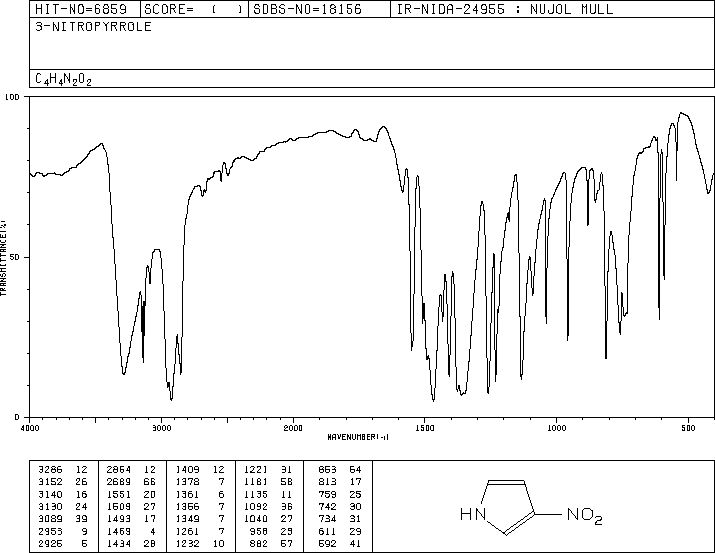 HIT-NO=6859 SCORE= ( ) SDBS-NO=18156 IR-NIDA-24955 : NUJOL MULL
3-NITROPYRROLE
C4H4N2O2
100
50
0
TRANSMITTANCE(%)
4000 3000 2000 1500 1000 500
WAVENUMBER(-1)
3286 12 2854 12 1409 12 1221 31 853 64
3152 26 2689 66 1378 7 1181 58 813 17
3140 16 1551 20 1361 6 1135 11 759 25
3130 24 1509 27 1356 7 1092 36 742 30
3089 39 1493 17 1349 7 1040 27 734 31
2953 9 1469 4 1261 7 958 23 611 29
2925 5 1434 28 1232 10 882 57 592 41
HN NO2